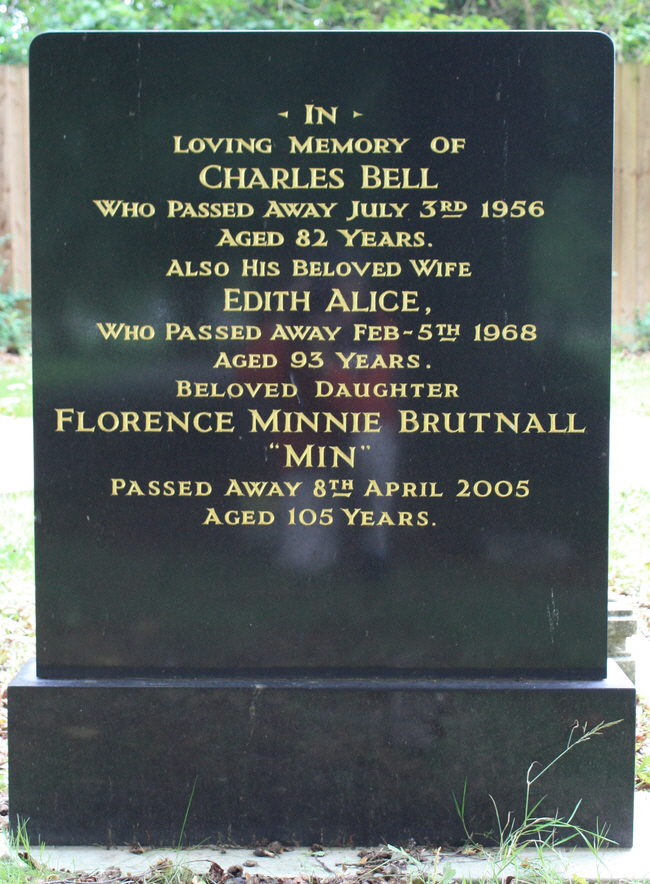 IN
LOVING MEMORY OF
CHARLES BELL
WHO PASSED AWAY JULY 3RD 1956
AGED 82 YEARS.
ALSO HIS BELOVED WIFE
EDITH ALICE,
WHO PASSED AWAY FEB-5TH 1968
AGED 93 YEARS.
BELOVED DAUGHTER
FLORENCE MINNIE BRUTNALL
"MIN"
PASSED AWAY 8TH APRIL 2005
AGED 105 YEARS.